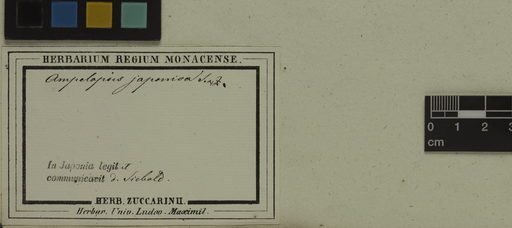 HERBARIUM REGIUM MONACENSE.
Ampelopsis japonica
In Japonia legit &
communicavit d. Siebold.
HERB. ZUCCARINII.
Herbar. Univ. Ludov. Maximil.
0 1 2 3
cm